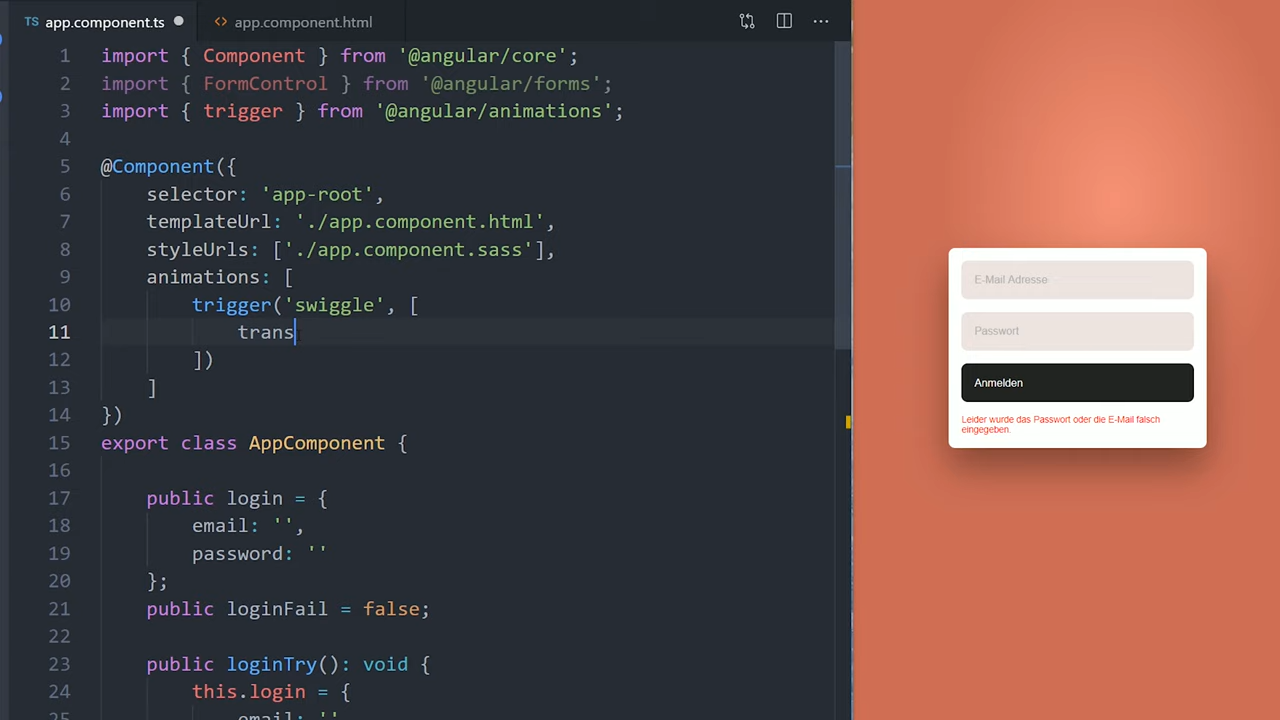 TS app.component.ts
<> app.component.html
1 import { Component } from '@angular/core';
2 import { FormControl } from '@angular/forms';
3 import { trigger } from '@angular/animations';
4
5 @Component({
6 selector: 'app-root',
7 templateUrl: './app.component.html',
8 styleUrls: ['./app.component.sass'],
9 animations: [
10 trigger('swiggle', [
11 trans
12 ])
13 ]
14 })
15 export class AppComponent {
16
17 public login = {
18 email: '',
19 password: ''
20 };
21 public loginFail = false;
22
23 public loginTry(): void {
24 this.login = {
25 email: ''
E-Mail Adresse
Passwort
Anmelden
Leider wurde das Passwort oder die E-Mail falsch
eingegeben.